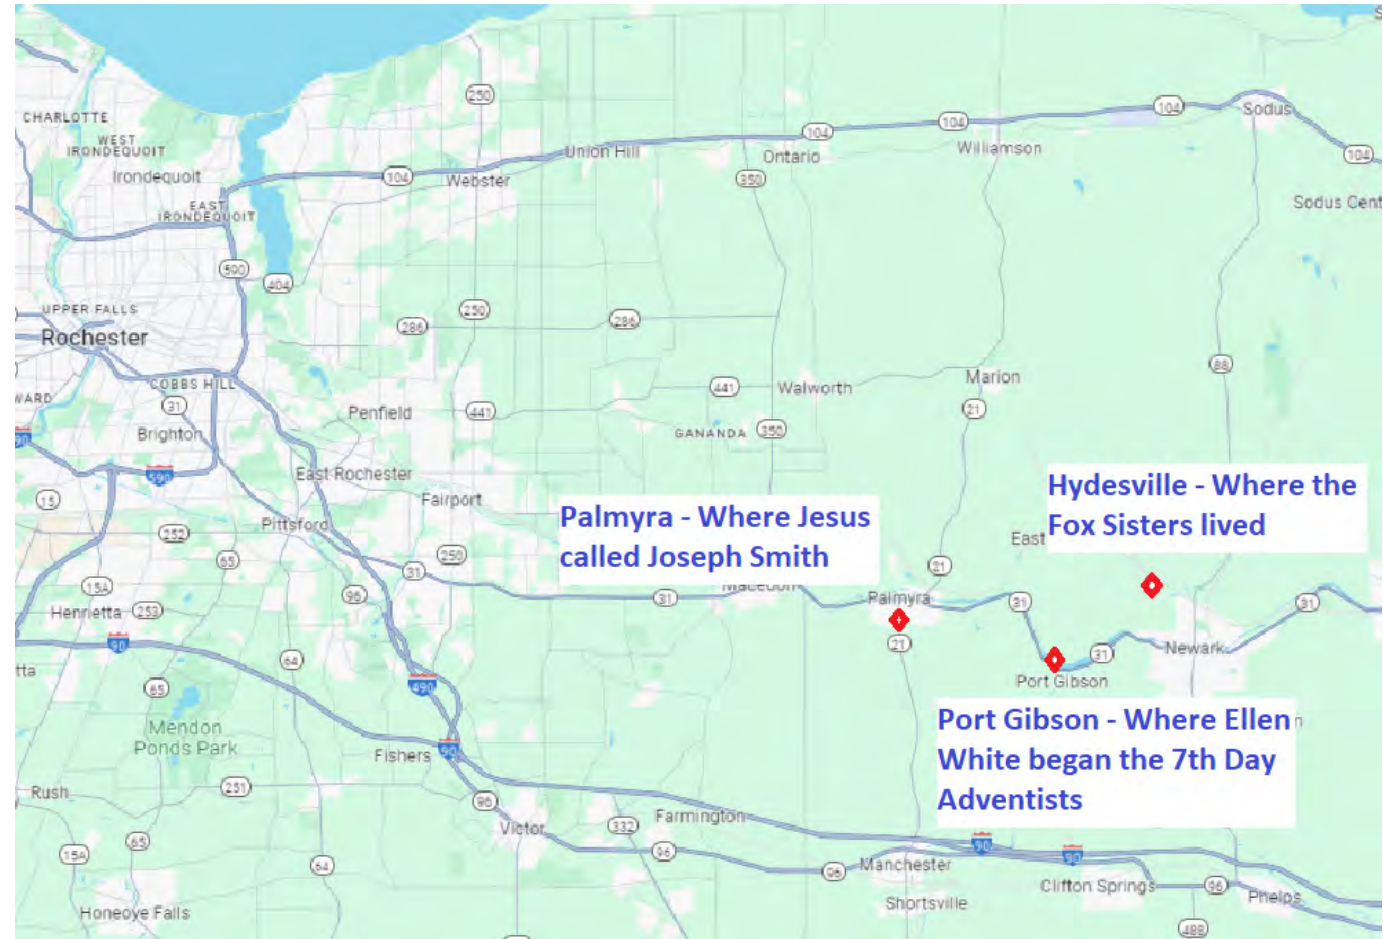 250
CHARLOTTE
104
104
104
Sodus
WEST
IRONDEQUOIT
Union Hill
Ontario
Williamson
104
Irondequoit
104
Webster
350
EAST
IRONDEQUOIT
Sodus Cent
590
404
UPPER FALLS
250
286
286
Rochester
88
COBBS HILL
441
Walworth
Marion
WARD
31
Penfield
441
21
Brighton
GANANDA
350
90
590
East Rochester
15
Fairport
Hydesville - Where the
Fox Sisters lived
Palmyra - Where Jesus
called Joseph Smith
Pittsford
252
East
65
250
31
21
15A
96
31
Macedon
Palmyra
31
31
Henrietta
253
90
21
31
Newark
tta
64
Port Gibson
65
490
Port Gibson - Where Ellen
White began the 7th Day
Adventists
n
Mendon
Ponds Park
Fishers
90
Rush
251
96
Victor
332
Farmington
65
96
90
90
15A
64
96
Manchester
Clifton Springs
96
Phelps
Shortsville
Honeoye Falls
488